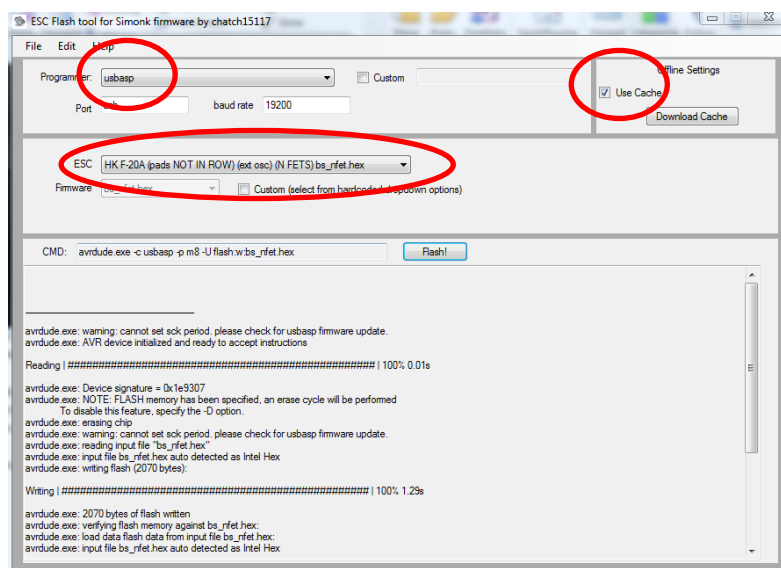 ESC Flash tool for Simonk firmware by chatch15117
File Edit Help
Programmer: usbasp Custom
Offline Settings
Use Cache
Port baud rate 19200
Download Cache
ESC HK F-20A (pads NOT IN ROW) (ext osc) (N FETS) bs_nfet.hex
Firmware bs_nfet.hex Custom (select from hardcoded dropdown options)
CMD: avrdude.exe -c usbasp -p m8 -U flash:w:bs_nfet.hex Flash!
avrdude.exe: warning: cannot set sck period. please check for usbasp firmware update.
avrdude.exe: AVR device initialized and ready to accept instructions
Reading | ################################################## | 100% 0.01s
avrdude.exe: Device signature = 0x1e9307
avrdude.exe: NOTE: FLASH memory has been specified, an erase cycle will be performed
To disable this feature, specify the -D option.
avrdude.exe: erasing chip
avrdude.exe: warning: cannot set sck period. please check for usbasp firmware update.
avrdude.exe: reading input file "bs_nfet.hex"
avrdude.exe: input file bs_nfet.hex auto detected as Intel Hex
avrdude.exe: writing flash (2070 bytes):
Writing | ################################################## | 100% 1.29s
avrdude.exe: 2070 bytes of flash written
avrdude.exe: verifying flash memory against bs_nfet.hex:
avrdude.exe: load data flash data from input file bs_nfet.hex:
avrdude.exe: input file bs_nfet.hex auto detected as Intel Hex